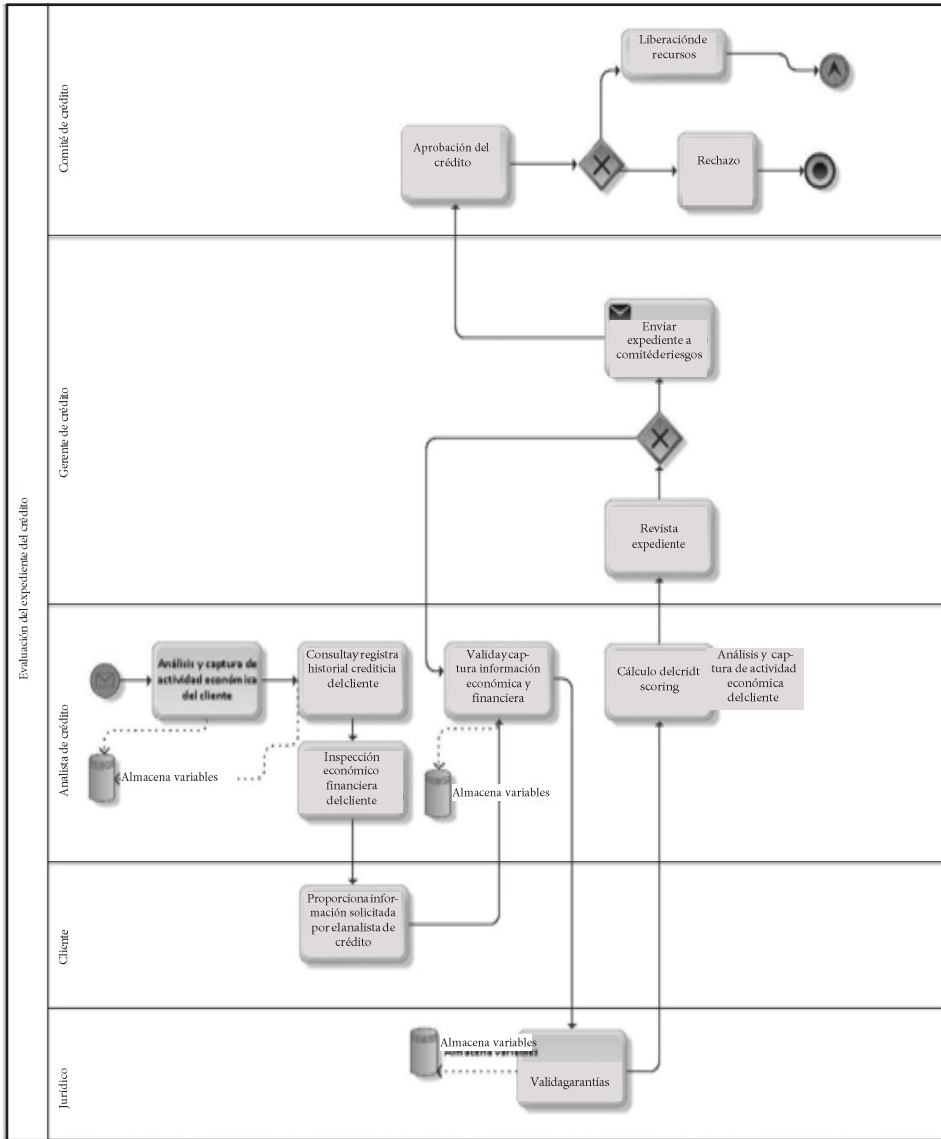 Evaluación del expediente del crédito
Comité de crédito
Liberaciónde
recursos
Aprobación del
crédito
Rechazo
Gerente de crédito
Enviar
expediente a
comitéderiesgos
Revista
expediente
Analista de crédito
Análisis y captura de
actividad económica
del cliente
Consultay registra
historial crediticia
delcliente
Validay cap-
tura información
económica y
financiera
Cálculo delcridt
scoring
Análisis y cap-
tura de actividad
económica
delcliente
Almacena variables
Inspección
económico
financiera
delcliente
Almacena variables
Cliente
Proporciona infor-
mación solicitada
por elanalista de
crédito
Jurídico
Almacena variables
Almacena variables
Validagarantías